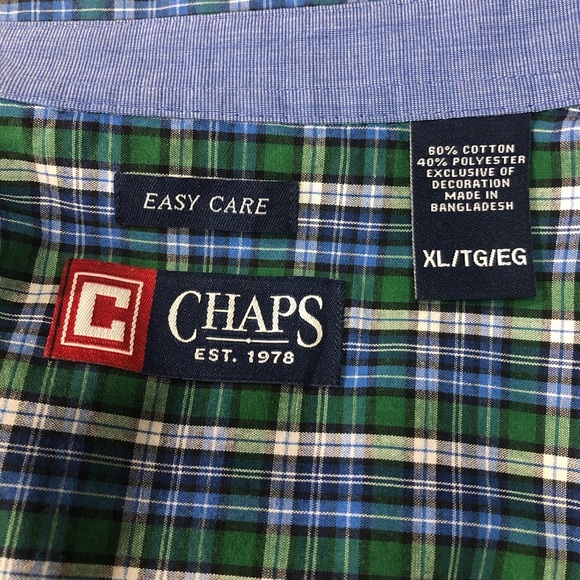 60% COTTON
40% POLYESTER
EXCLUSIVE OF
DECORATION
MADE IN
BANGLADESH
XL/TG/EG
EASY CARE
C
CHAPS
EST. 1978